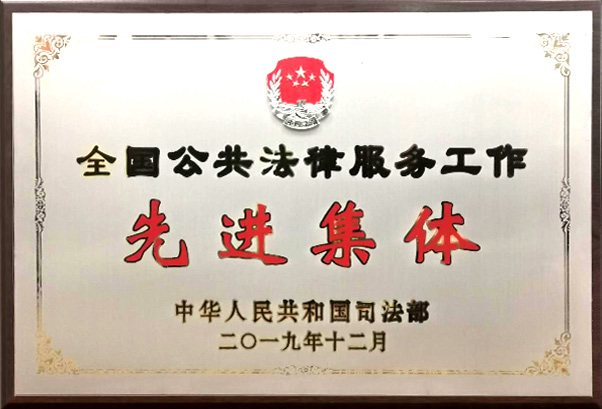 全国公共法律服务工作
先进集体
中华人民共和国司法部
二〇一九年十二月